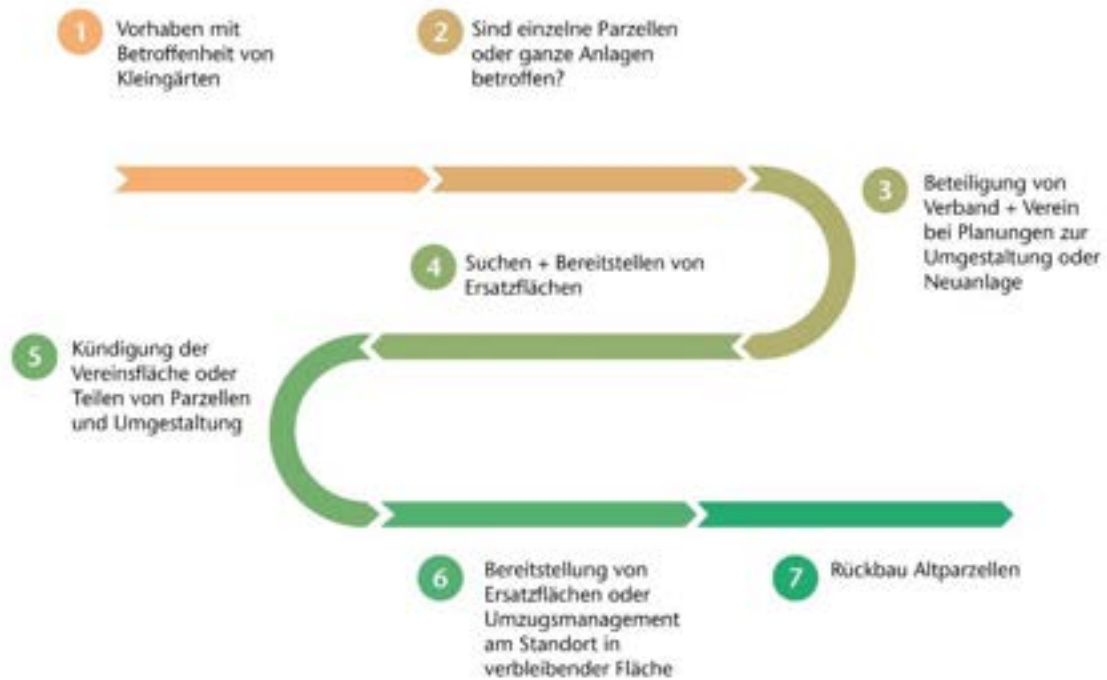 1
Vorhaben mit
Betroffenheit von
Kleingärten
2
Sind einzelne Parzellen
oder ganze Anlagen
betroffen?
3
Beteiligung von
Verband + Verein
bei Planungen zur
Umgestaltung oder
Neuanlage
4
Suchen + Bereitstellen von
Ersatzflächen
5
Kündigung der
Vereinsfläche oder
Teilen von Parzellen
und Umgestaltung
6
Bereitstellung von
Ersatzflächen oder
Umzugsmanagement
am Standort in
verbleibender Fläche
7
Rückbau Altparzellen